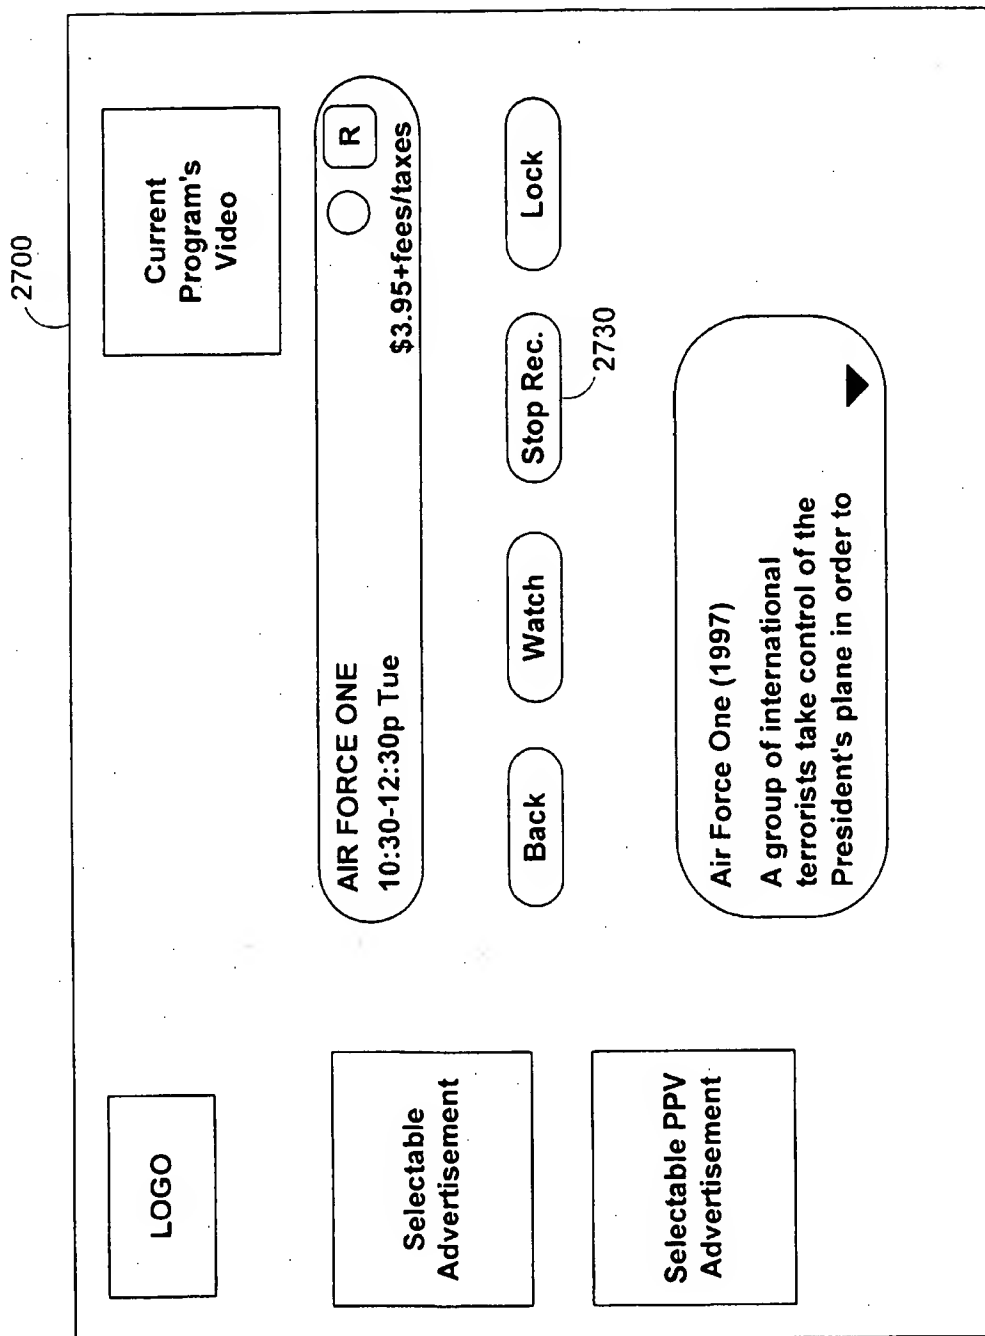 2700
LOGO
Current
Program's
Video
AIR FORCE ONE
R
10:30-12:30p Tue
$3.95+fees/taxes
Selectable
Advertisement
Back
Watch
Stop Rec.
Lock
2730
Selectable PPV
Advertisement
Air Force One (1997)
A group of international
terrorists take control of the
President's plane in order to